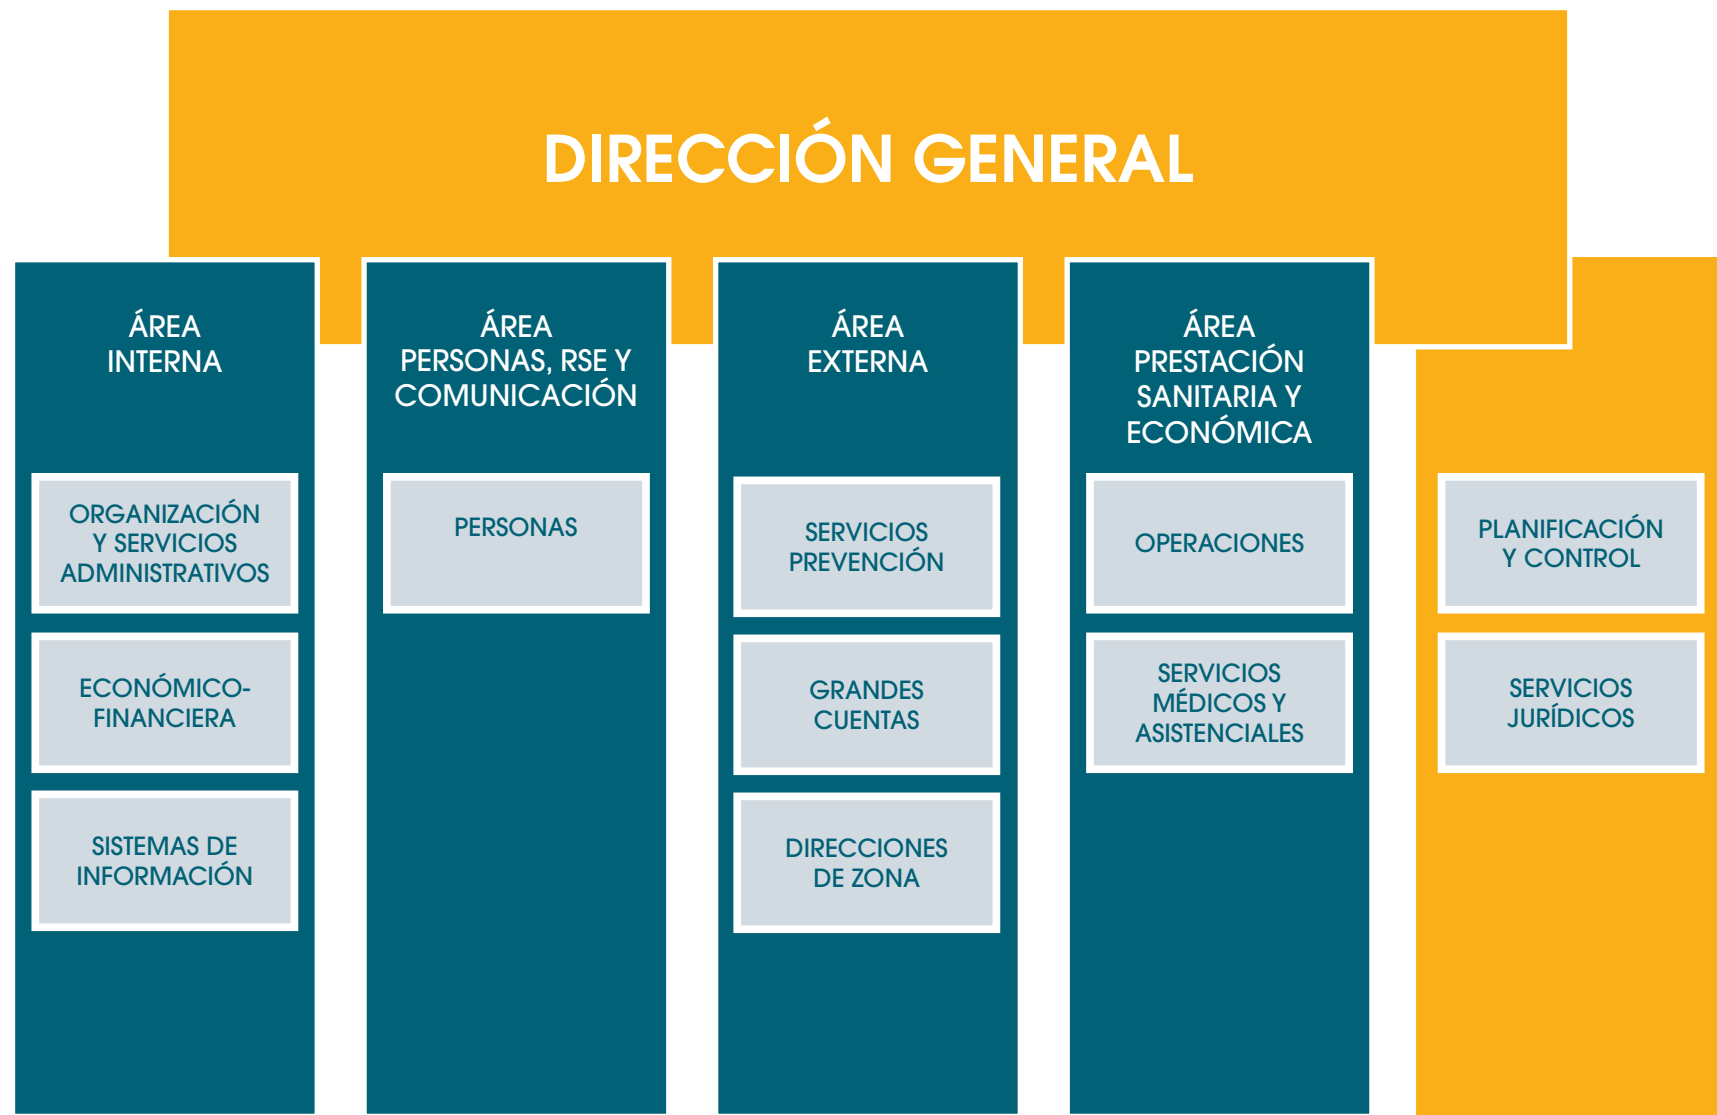 DIRECCIÓN GENERAL
ÁREA
INTERNA
ORGANIZACIÓN
Y SERVICIOS
ADMINISTRATIVOS
ECONÓMICO-
FINANCIERA
SISTEMAS DE
INFORMACIÓN
ÁREA
PERSONAS, RSE Y
COMUNICACIÓN
PERSONAS
ÁREA
EXTERNA
SERVICIOS
PREVENCIÓN
GRANDES
CUENTAS
DIRECCIONES
DE ZONA
ÁREA
PRESTACIÓN
SANITARIA Y
ECONÓMICA
OPERACIONES
SERVICIOS
MÉDICOS Y
ASISTENCIALES
PLANIFICACIÓN
Y CONTROL
SERVICIOS
JURÍDICOS